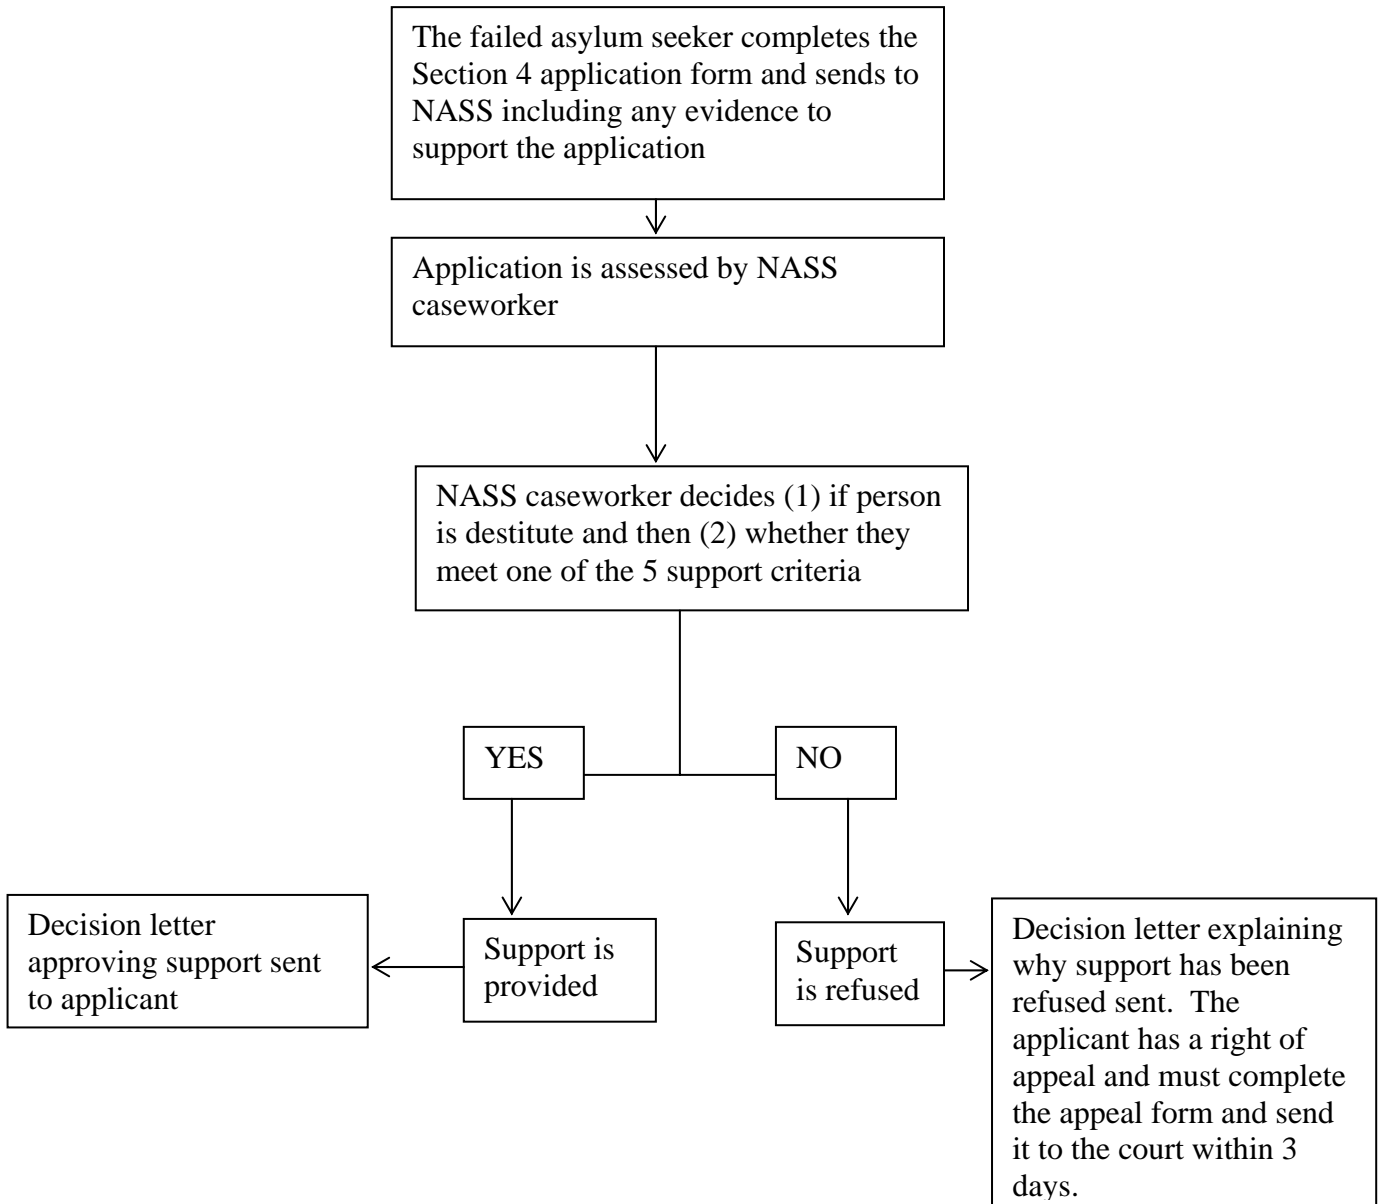 The failed asylum seeker completes the
Section 4 application form and sends to
NASS including any evidence to
support the application
Application is assessed by NASS
caseworker
NASS caseworker decides (1) if person
is destitute and then (2) whether they
meet one of the 5 support criteria
YES
NO
Decision letter
approving support sent
to applicant
Support is
provided
Support
is refused
Decision letter explaining
why support has been
refused sent.  The
applicant has a right of
appeal and must complete
the appeal form and send
it to the court within 3
days.